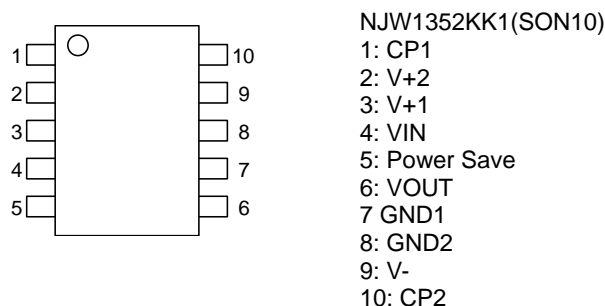 NJW1352KK1(SON10)
1: CP1
2: V+2
3: V+1
4: VIN
5: Power Save
6: VOUT
7 GND1
8: GND2
9: V-
10: CP2
1
2
3
4
5
10
9
8
7
6